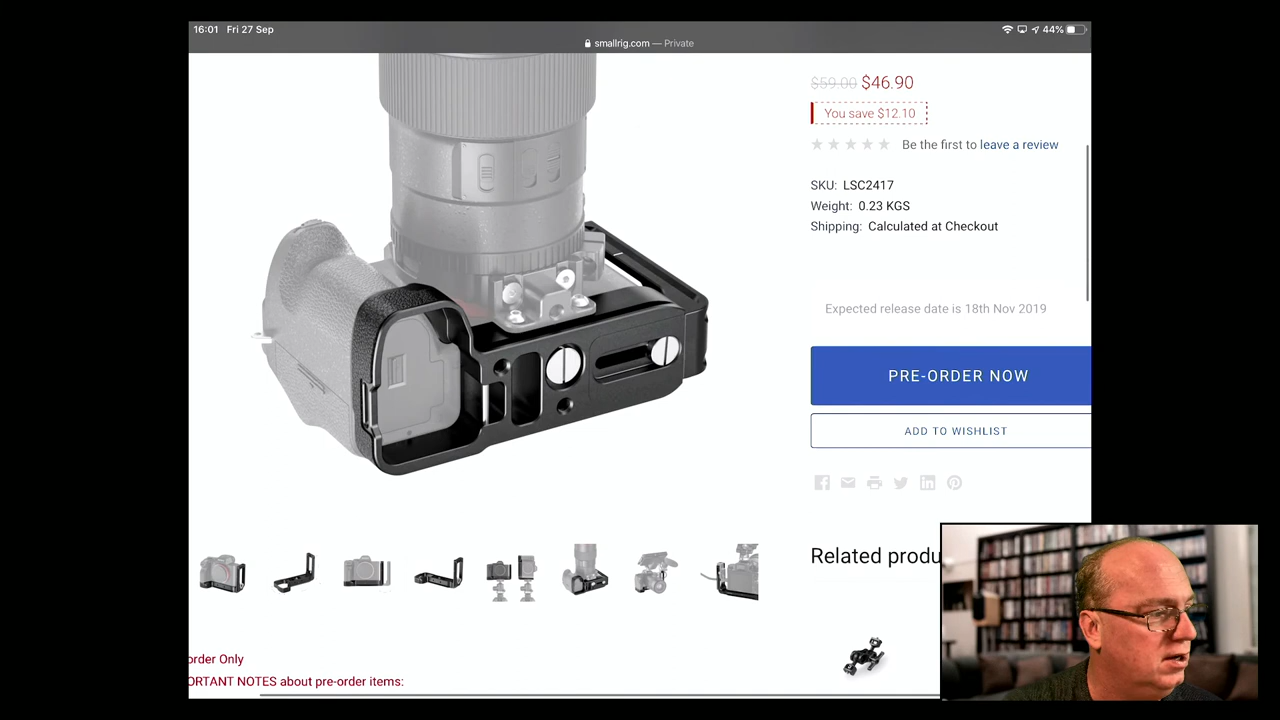 16:01 Fri 27 Sep
44%
smallrig.com — Private
$59.00 $46.90
You save $12.10
Be the first to leave a review
SKU: LSC2417
Weight: 0.23 KGS
Shipping: Calculated at Checkout
Expected release date is 18th Nov 2019
PRE-ORDER NOW
ADD TO WISHLIST
Related produ
order Only
ORTANT NOTES about pre-order items: